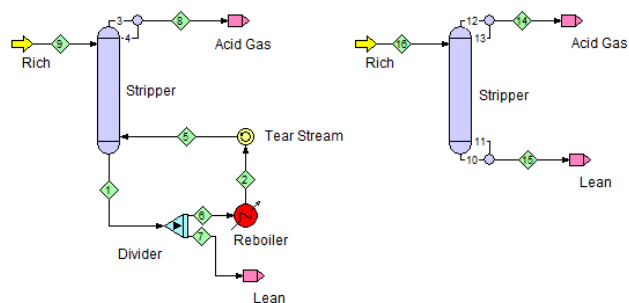 3
8
4
Acid Gas
9
Rich
Stripper
5
Tear Stream
1
2
6
7
Divider
Reboiler
Lean
12
14
13
Acid Gas
16
Rich
Stripper
11
10
15
Lean